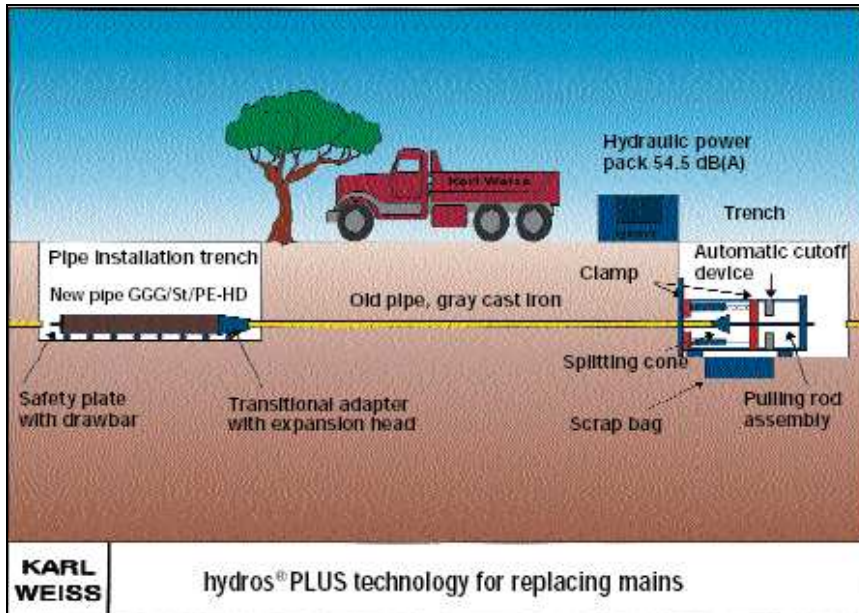 Hydraulic power
pack 54.5 dB(A)
Karl Weiss
Trench
Pipe installation trench
Automatic cutoff
device
Clamp
New pipe GGG/St/PE-HD
Old pipe, gray cast iron
Splitting cone
Safety plate
with drawbar
Transitional adapter
with expansion head
Scrap bag
Pulling rod
assembly
KARL
WEISS
hydros® PLUS technology for replacing mains